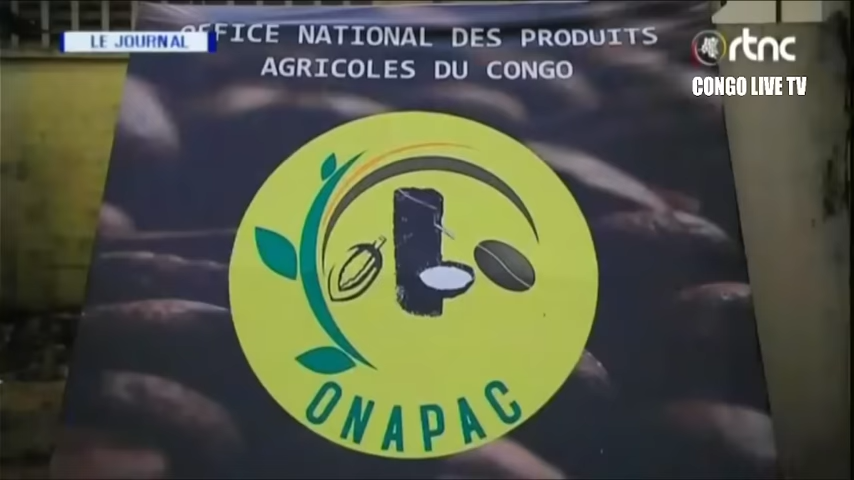 OFFICE NATIONAL DES PRODUITS
AGRICOLES DU CONGO
LE JOURNAL
rtnc
CONGO LIVE TV
ONAPAC